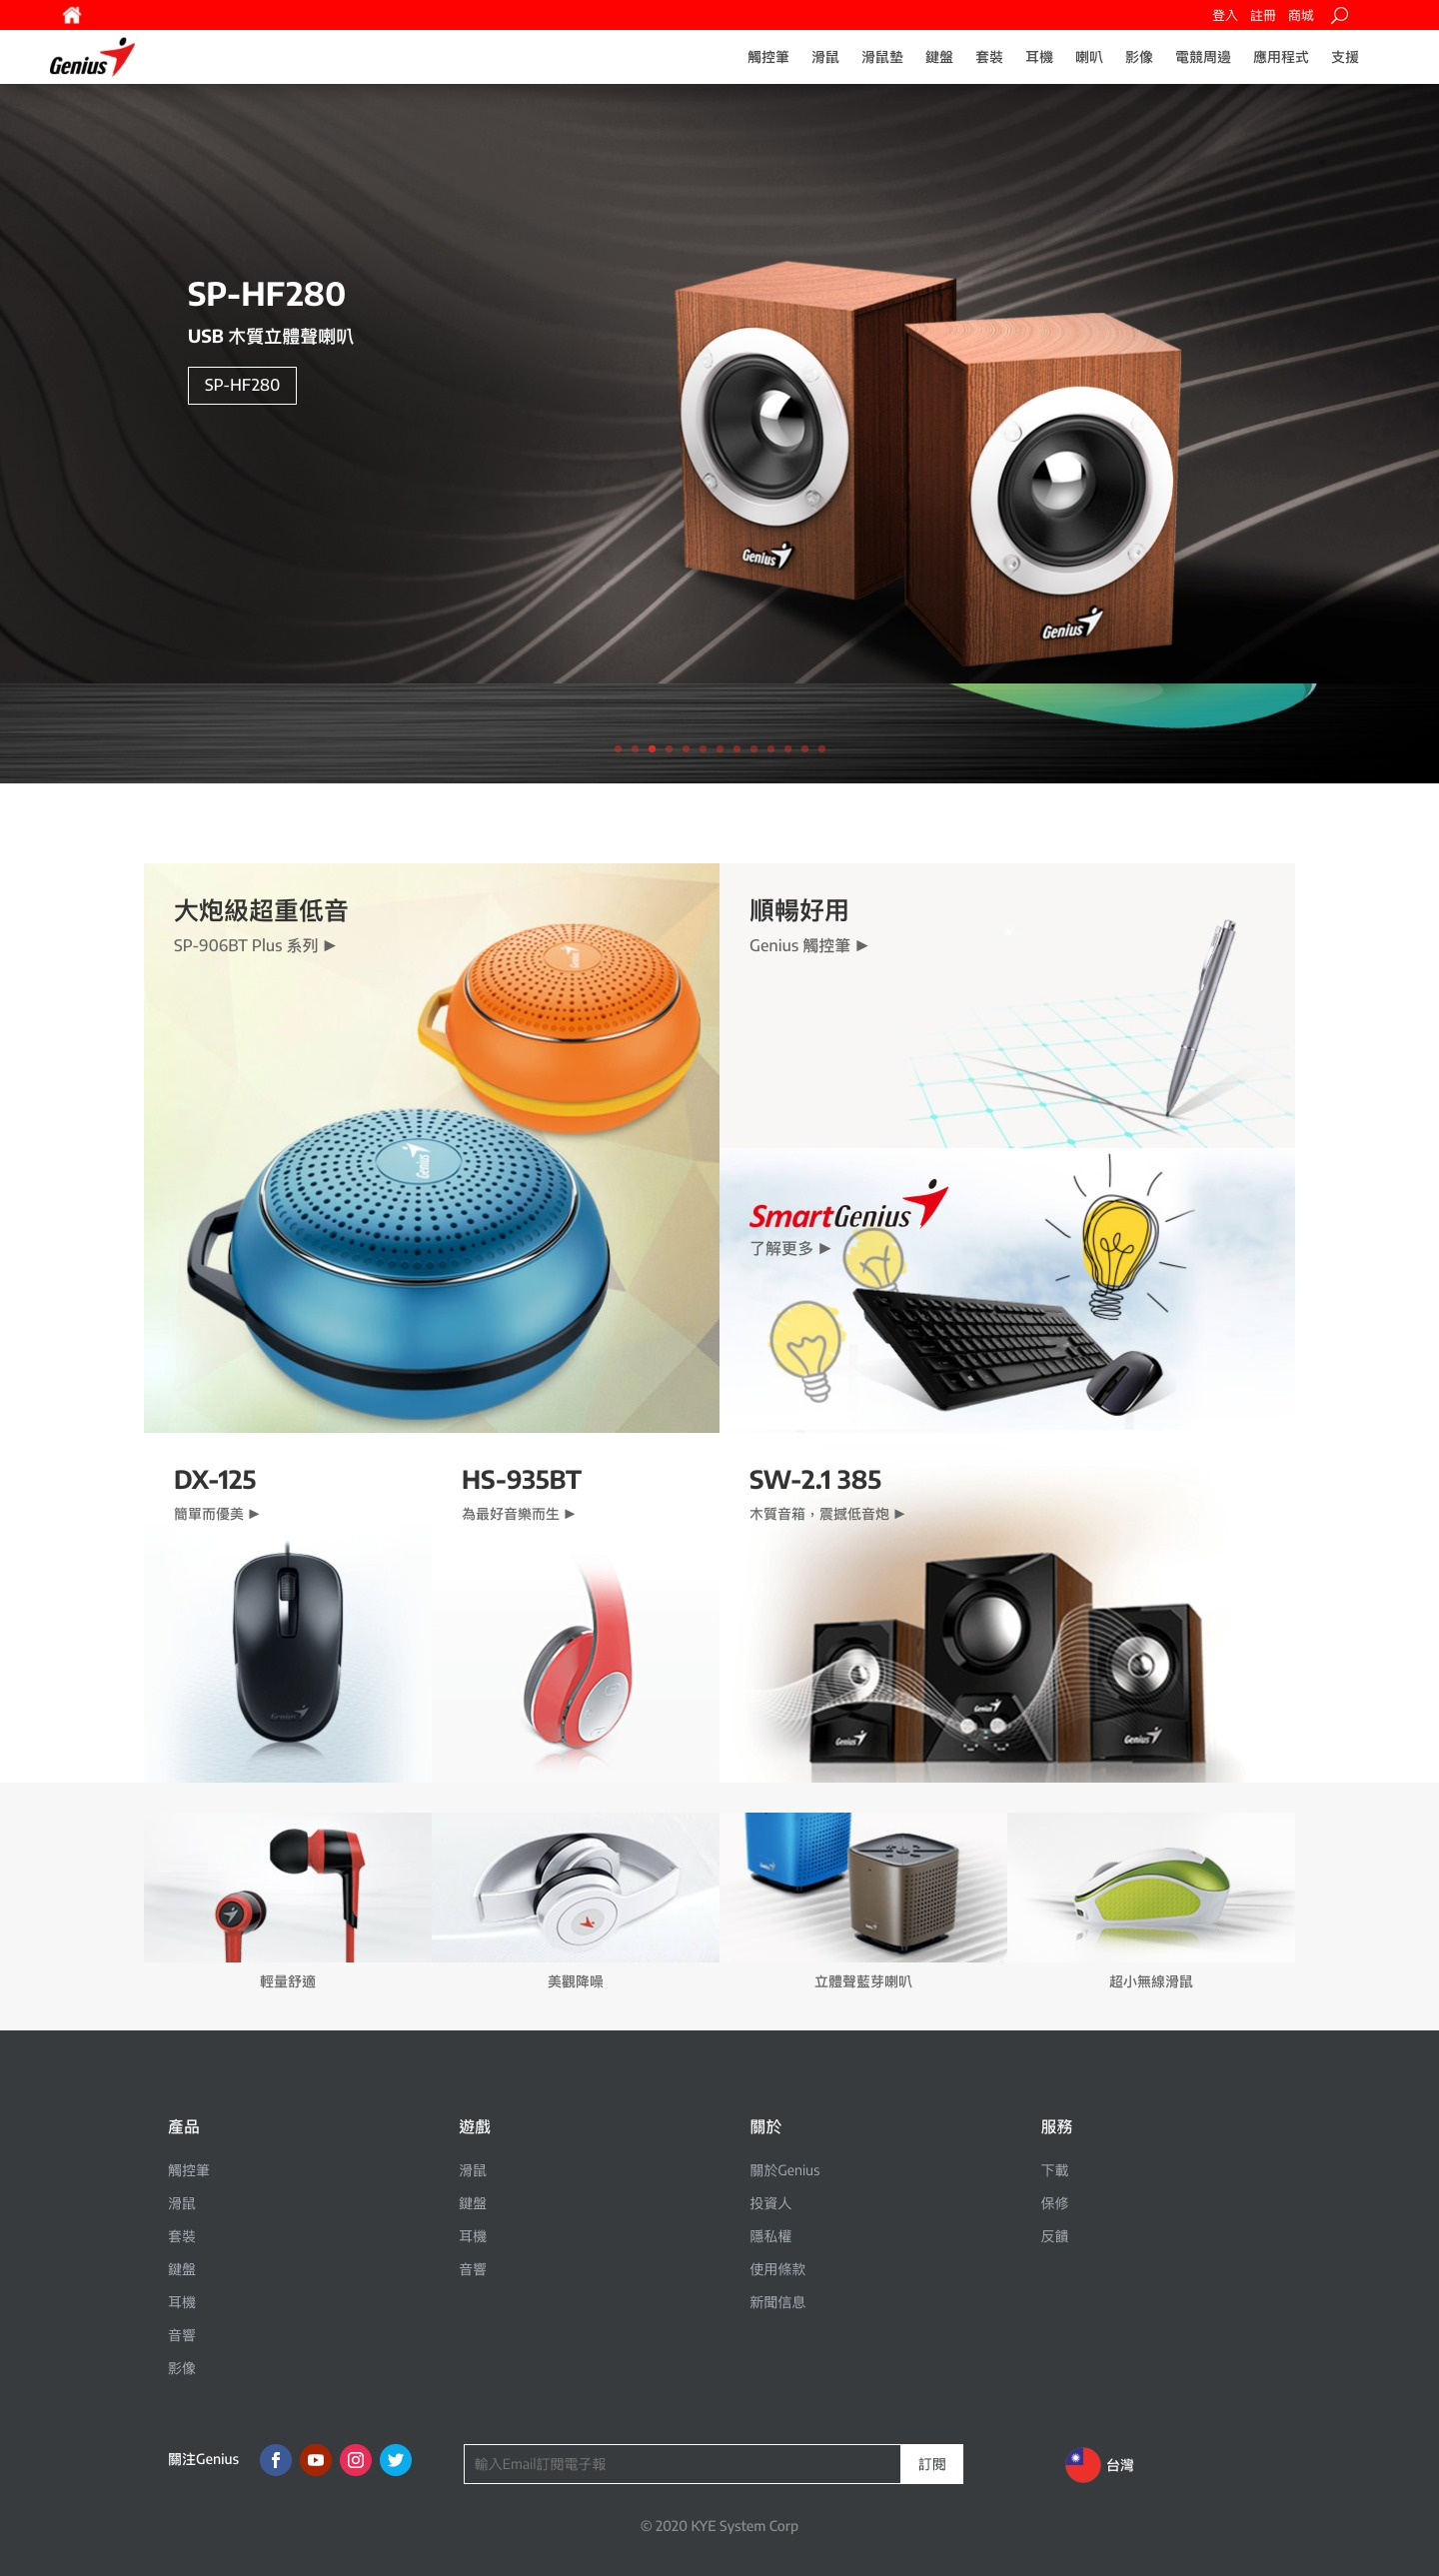 登入 註冊 商城
Genius 觸控筆 滑鼠 滑鼠墊 鍵盤 套裝 耳機 喇叭 影像 電競周邊 應用程式 支援
SP-HF280
USB 木質立體聲喇叭
SP-HF280
Genius
Genius
大炮級超重低音
SP-906BT Plus 系列 ►
Genius
順暢好用
Genius 觸控筆 ►
SmartGenius
了解更多 ►
DX-125
簡單而優美 ►
Genius
HS-935BT
為最好音樂而生 ►
SW-2.1 385
木質音箱，震撼低音炮 ►
Genius
Genius
Genius
輕量舒適
美觀降噪
立體聲藍芽喇叭
超小無線滑鼠
產品
觸控筆
滑鼠
套裝
鍵盤
耳機
音響
影像
遊戲
滑鼠
鍵盤
耳機
音響
關於
關於Genius
投資人
隱私權
使用條款
新聞信息
服務
下載
保修
反饋
關注Genius
輸入Email訂閱電子報 訂閱
台灣
© 2020 KYE System Corp